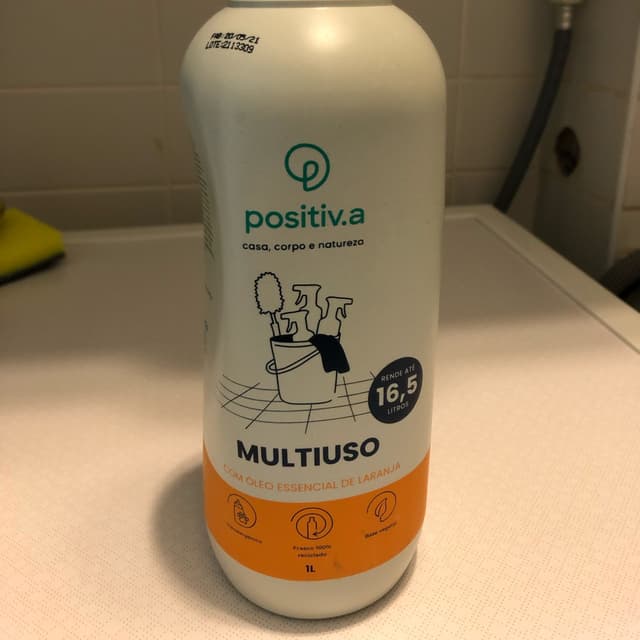 FAB: 20/05/21
LOTE: 2113309
positiv.a
casa, corpo e natureza
RENDE ATÉ
16,5
LITROS
MULTIUSO
COM ÓLEO ESSENCIAL DE LARANJA
Frasco 100%
reciclado
Base vegetal
1L